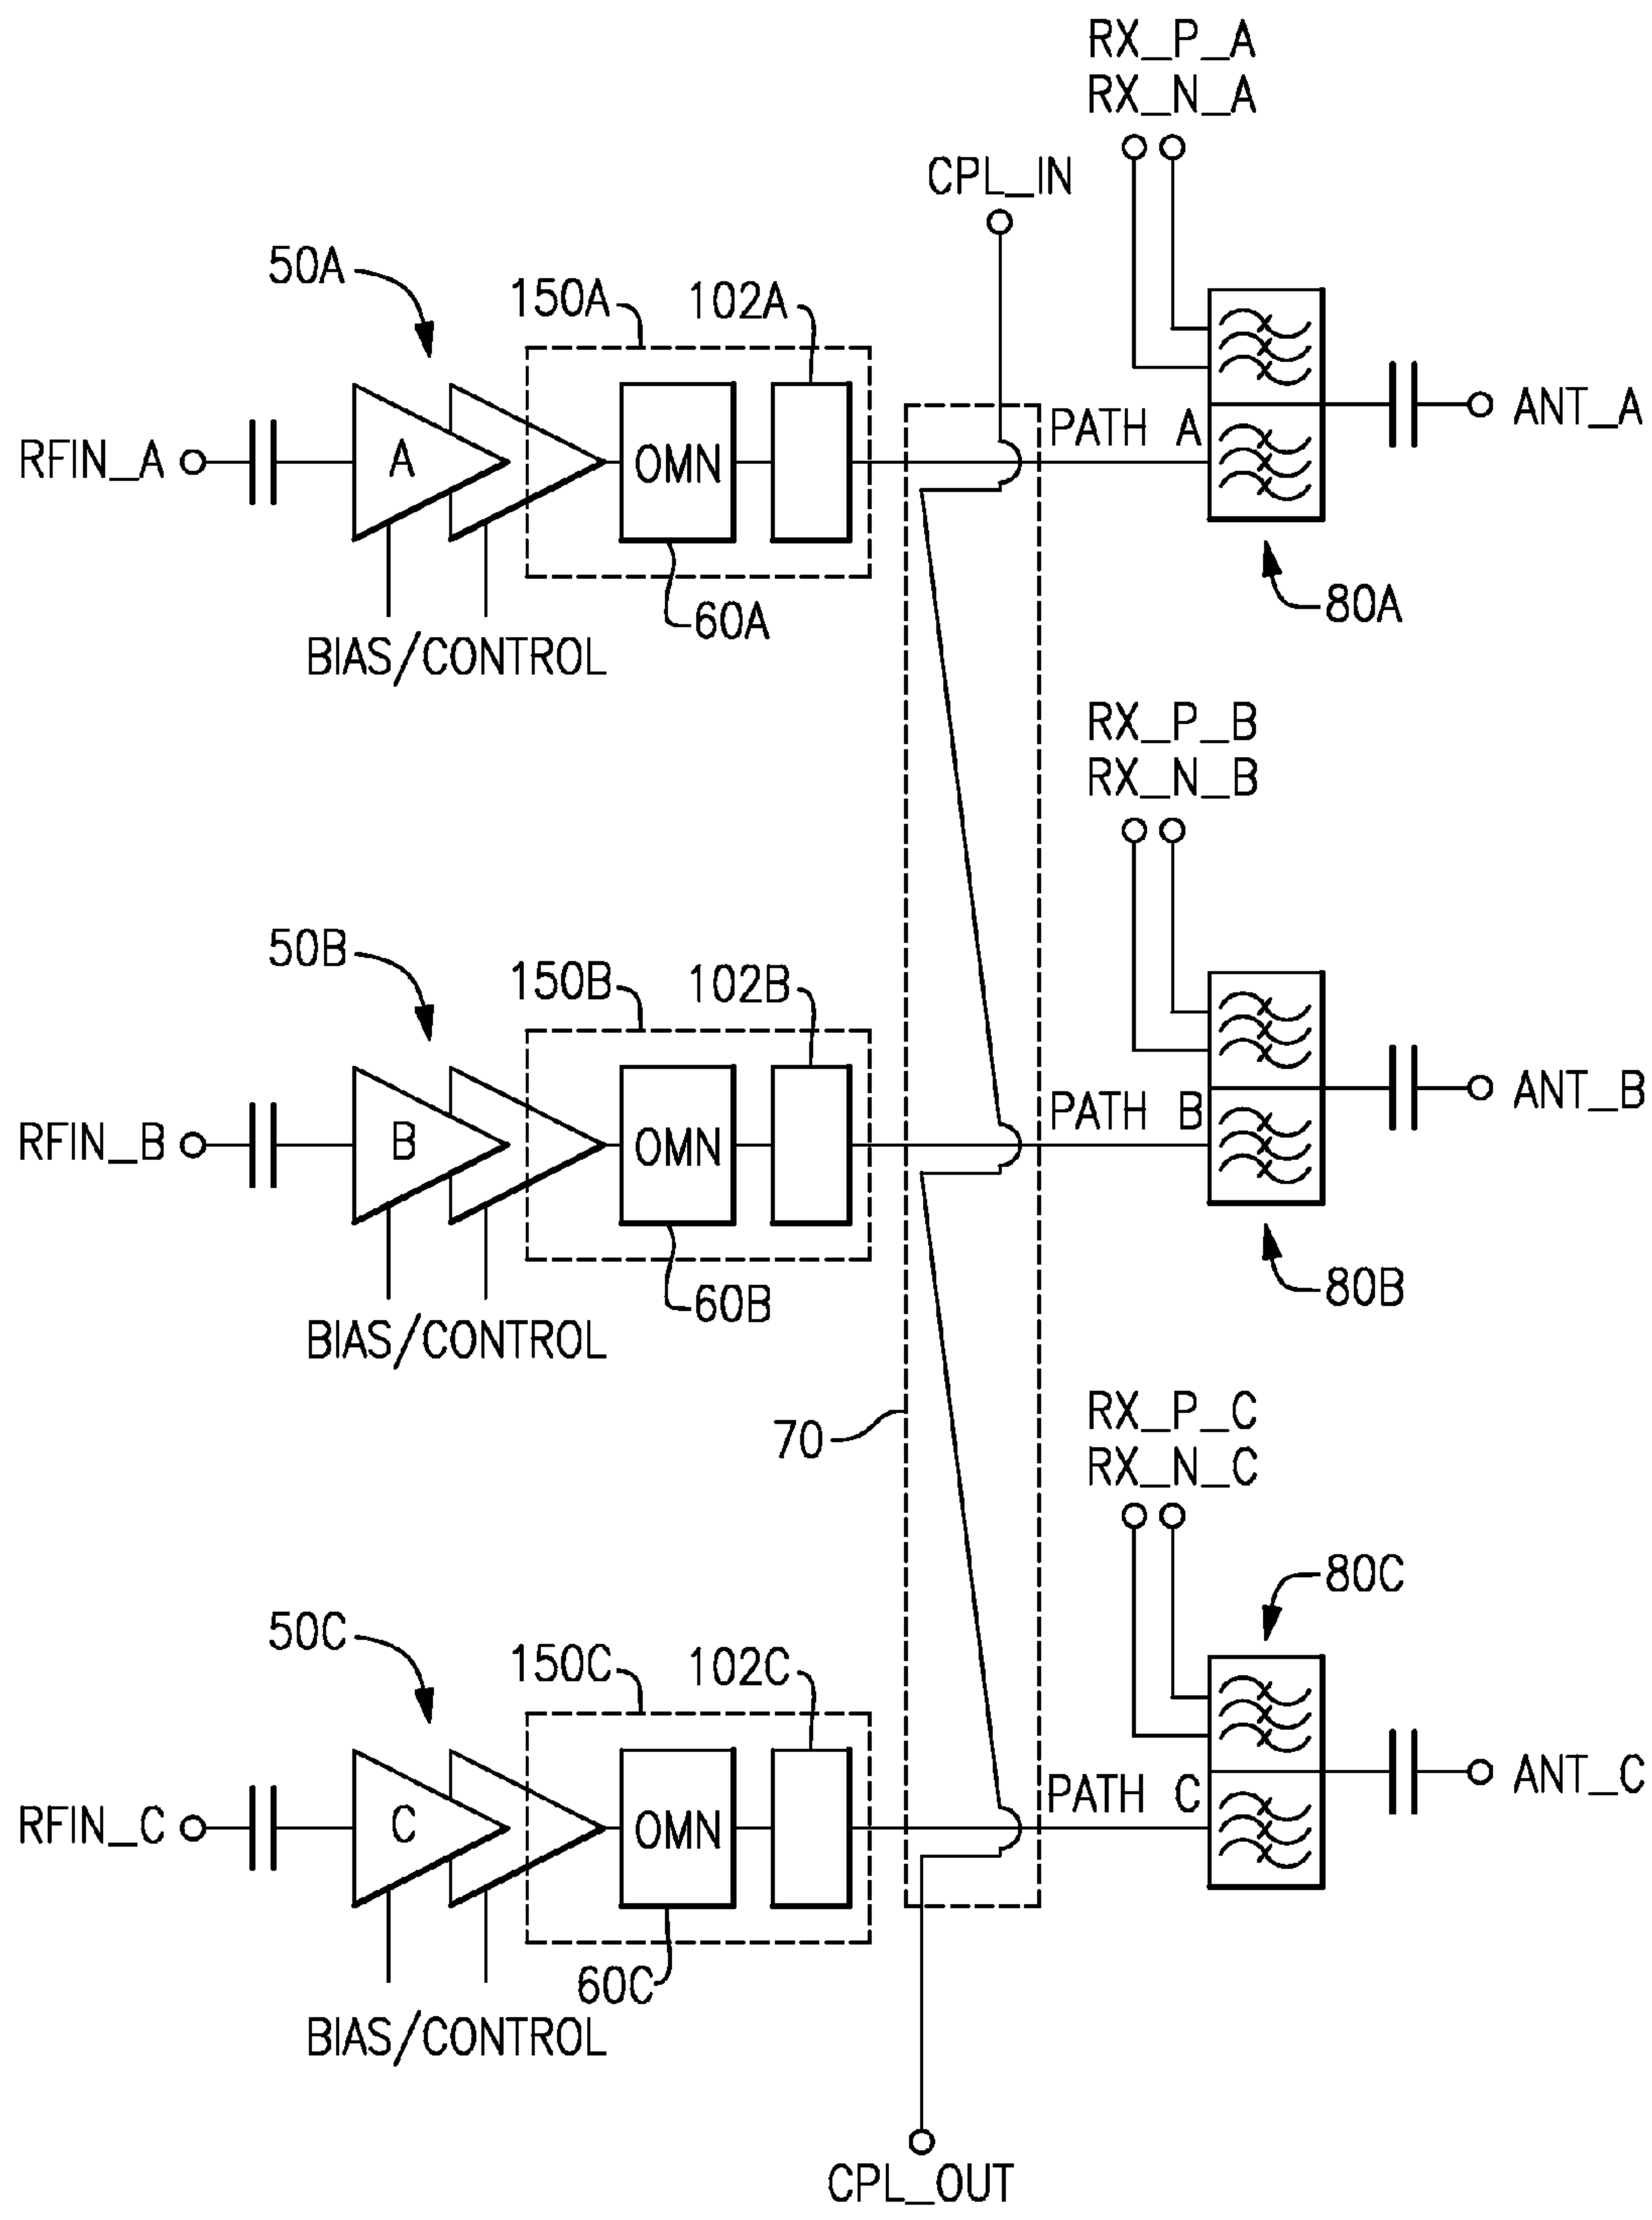 RX_P_A
RX_N_A
CPL_IN
50A
150A
102A
RFIN_A
A
OMN
PATH A
ANT_A
60A
80A
BIAS/CONTROL
RX_P_B
RX_N_B
50B
150B
102B
RFIN_B
B
OMN
PATH B
ANT_B
60B
80B
BIAS/CONTROL
70
RX_P_C
RX_N_C
80C
50C
150C
102C
RFIN_C
C
OMN
PATH C
ANT_C
60C
BIAS/CONTROL
CPL_OUT